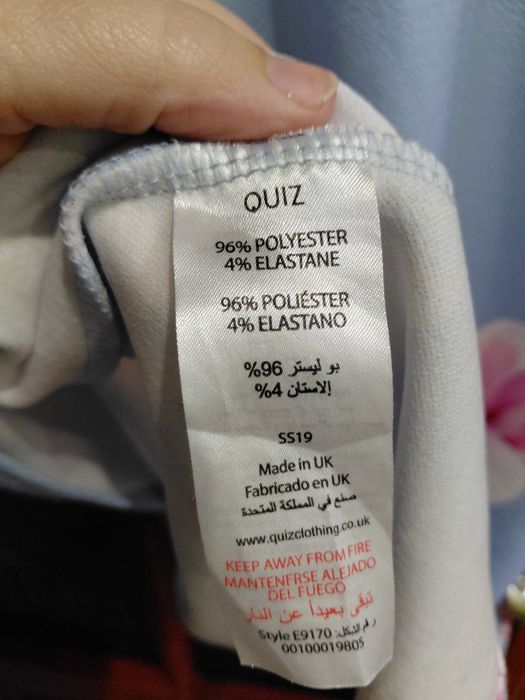 QUIZ
96% POLYESTER
4% ELASTANE
96% POLIÉSTER
4% ELASTANO
بو ليستر 96%
إلاستان 4%
SS19
Made in UK
Fabricado en UK
صنع في المملكة المتحدة
www.quizclothing.co.uk
KEEP AWAY FROM FIRE
MANTENFRSE ALEJADO
DEL FUEGO
تبقى بعيداً عن النار
Style E9170 :رقم الشكل
00100019805